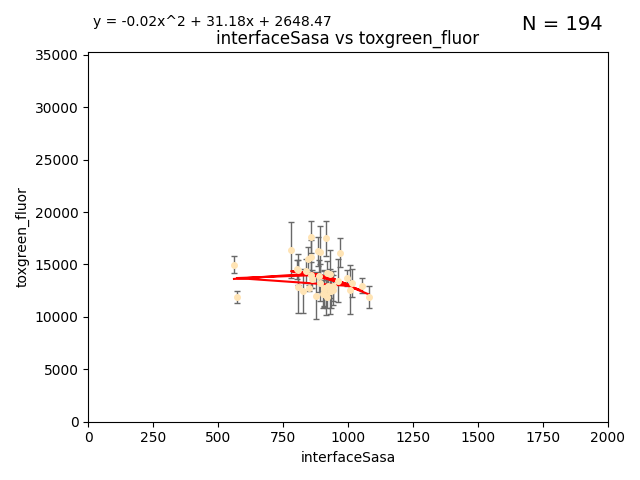 y = -0.02x^2 + 31.18x + 2648.47
N = 194
interfaceSasa vs toxgreen_fluor
35000
30000
25000
20000
15000
10000
5000
0
toxgreen_fluor
0 250 500 750 1000 1250 1500 1750 2000
interfaceSasa